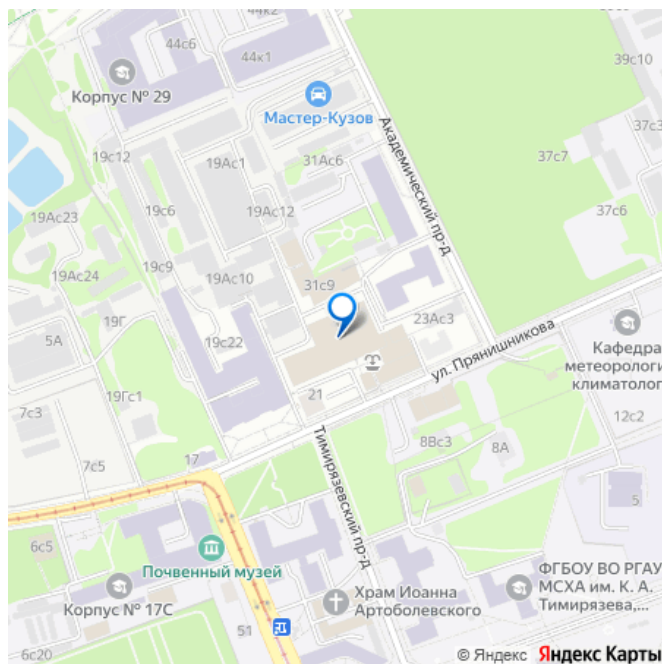 44с6
44к1
39с10
Корпус № 29
Мастер-Кузов
37с3
19с12
19Ас1
31Ас6
37с7
Академический пр-д
19Ас23
19с6
19Ас12
37с6
19Ас24
19с9
19Ас10
31с9
19Г
23Ас3
5А
19с22
ул. Прянишникова
Кафедра
метеорологи
климатолог
19Гс1
21
7с3
12с2
17
8Вс3
8А
7с5
Тимирязевский пр-д
5
6с5
Почвенный музей
ФГБОУ ВО РГАУ
МСХА им. К. А.
Тимирязева,...
Корпус № 17С
Храм Иоанна
Артоболевского
51
6с20
© Яндекс Яндекс Карты